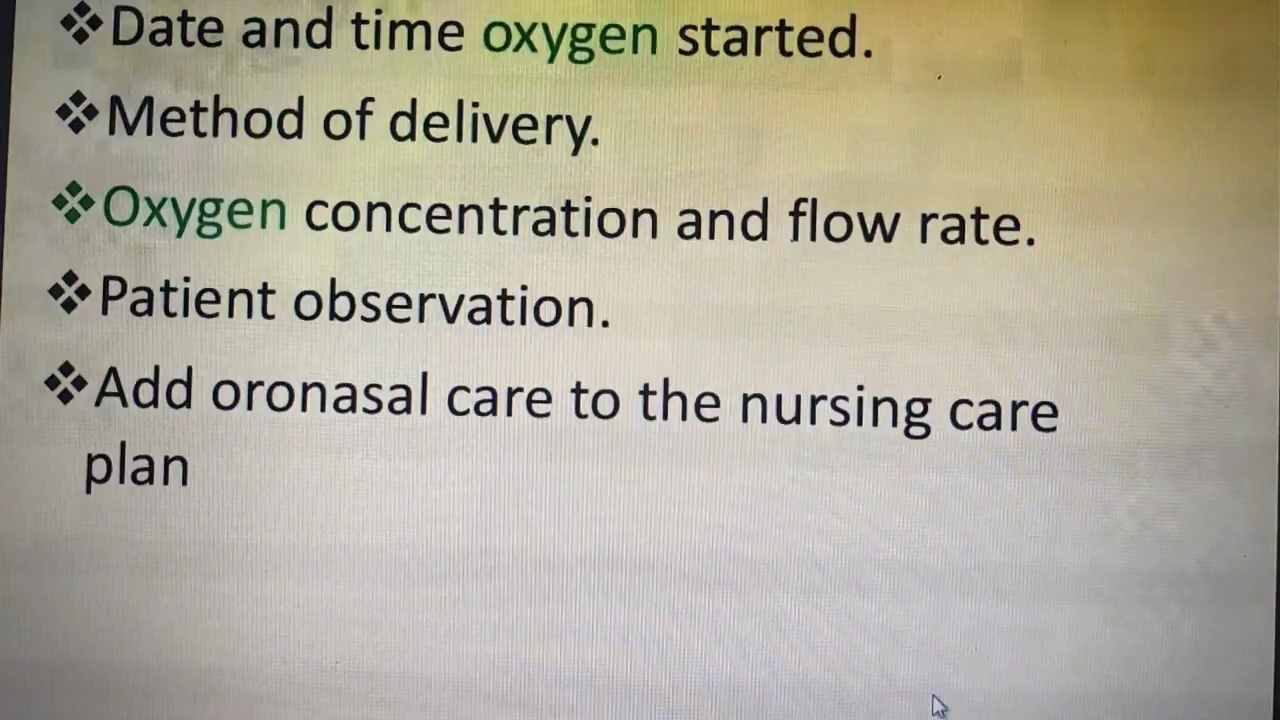 ❖Date and time oxygen started.
❖Method of delivery.
❖Oxygen concentration and flow rate.
❖Patient observation.
❖Add oronasal care to the nursing care
plan